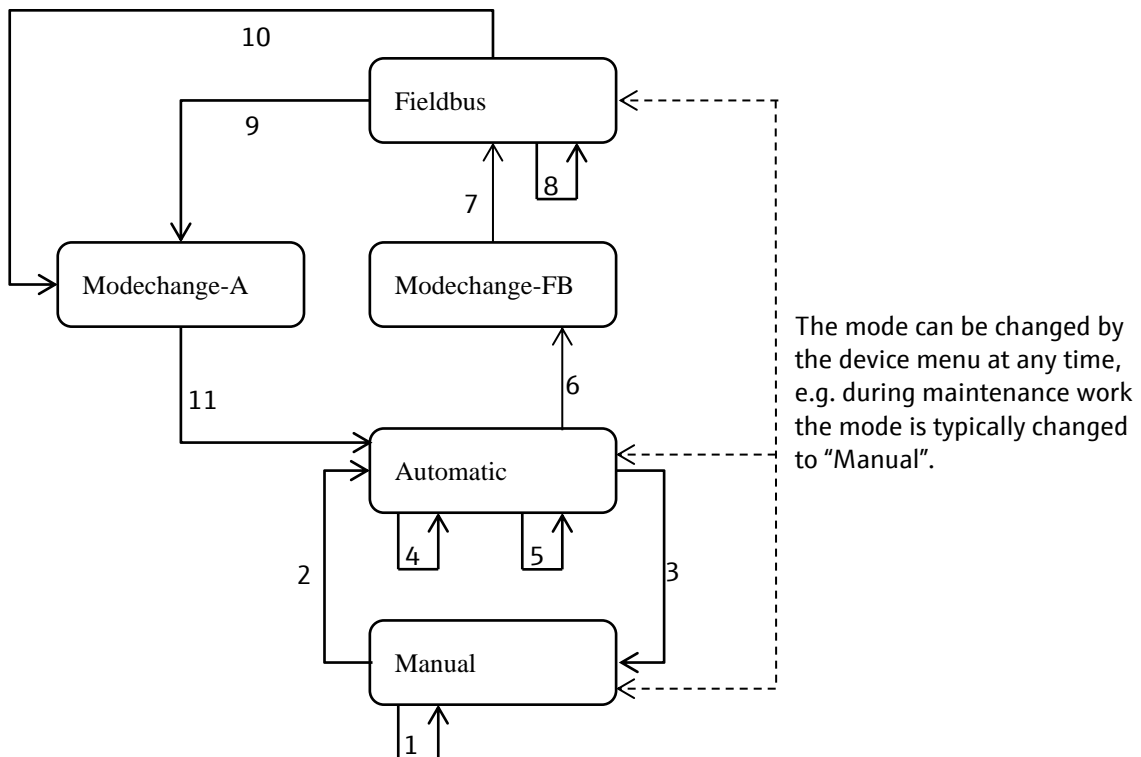 10
Fieldbus
9
8
7
Modechange-A
Modechange-FB
The mode can be changed by
the device menu at any time,
e.g. during maintenance work
the mode is typically changed
to “Manual”.
6
11
Automatic
4
5
2
3
Manual
1